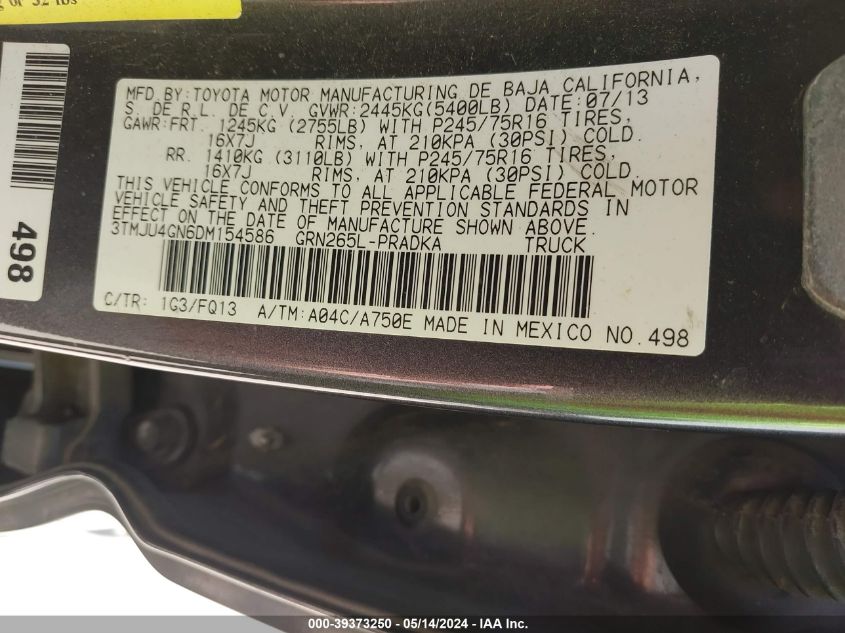 of 32 lbs
498
MFD.BY:TOYOTA MOTOR MANUFACTURING DE BAJA CALIFORNIA,
S. DE R.L. DE C.V. GVWR:2445KG(5400LB) DATE:07/13
GAWR:FRT. 1245KG (2755LB) WITH P245/75R16 TIRES,
16X7J RIMS, AT 210KPA (30PSI) COLD.
RR. 1410KG (3110LB) WITH P245/75R16 TIRES,
16X7J RIMS, AT 210KPA (30PSI) COLD.
THIS VEHICLE CONFORMS TO ALL APPLICABLE FEDERAL MOTOR
VEHICLE SAFETY AND THEFT PREVENTION STANDARDS IN
EFFECT ON THE DATE OF MANUFACTURE SHOWN ABOVE.
3TMJU4GN6DM154586 GRN265L-PRADKA TRUCK
C/TR: 1G3/FQ13 A/TM:A04C/A750E MADE IN MEXICO NO.498
000-39373250 - 05/14/2024 - IAA Inc.